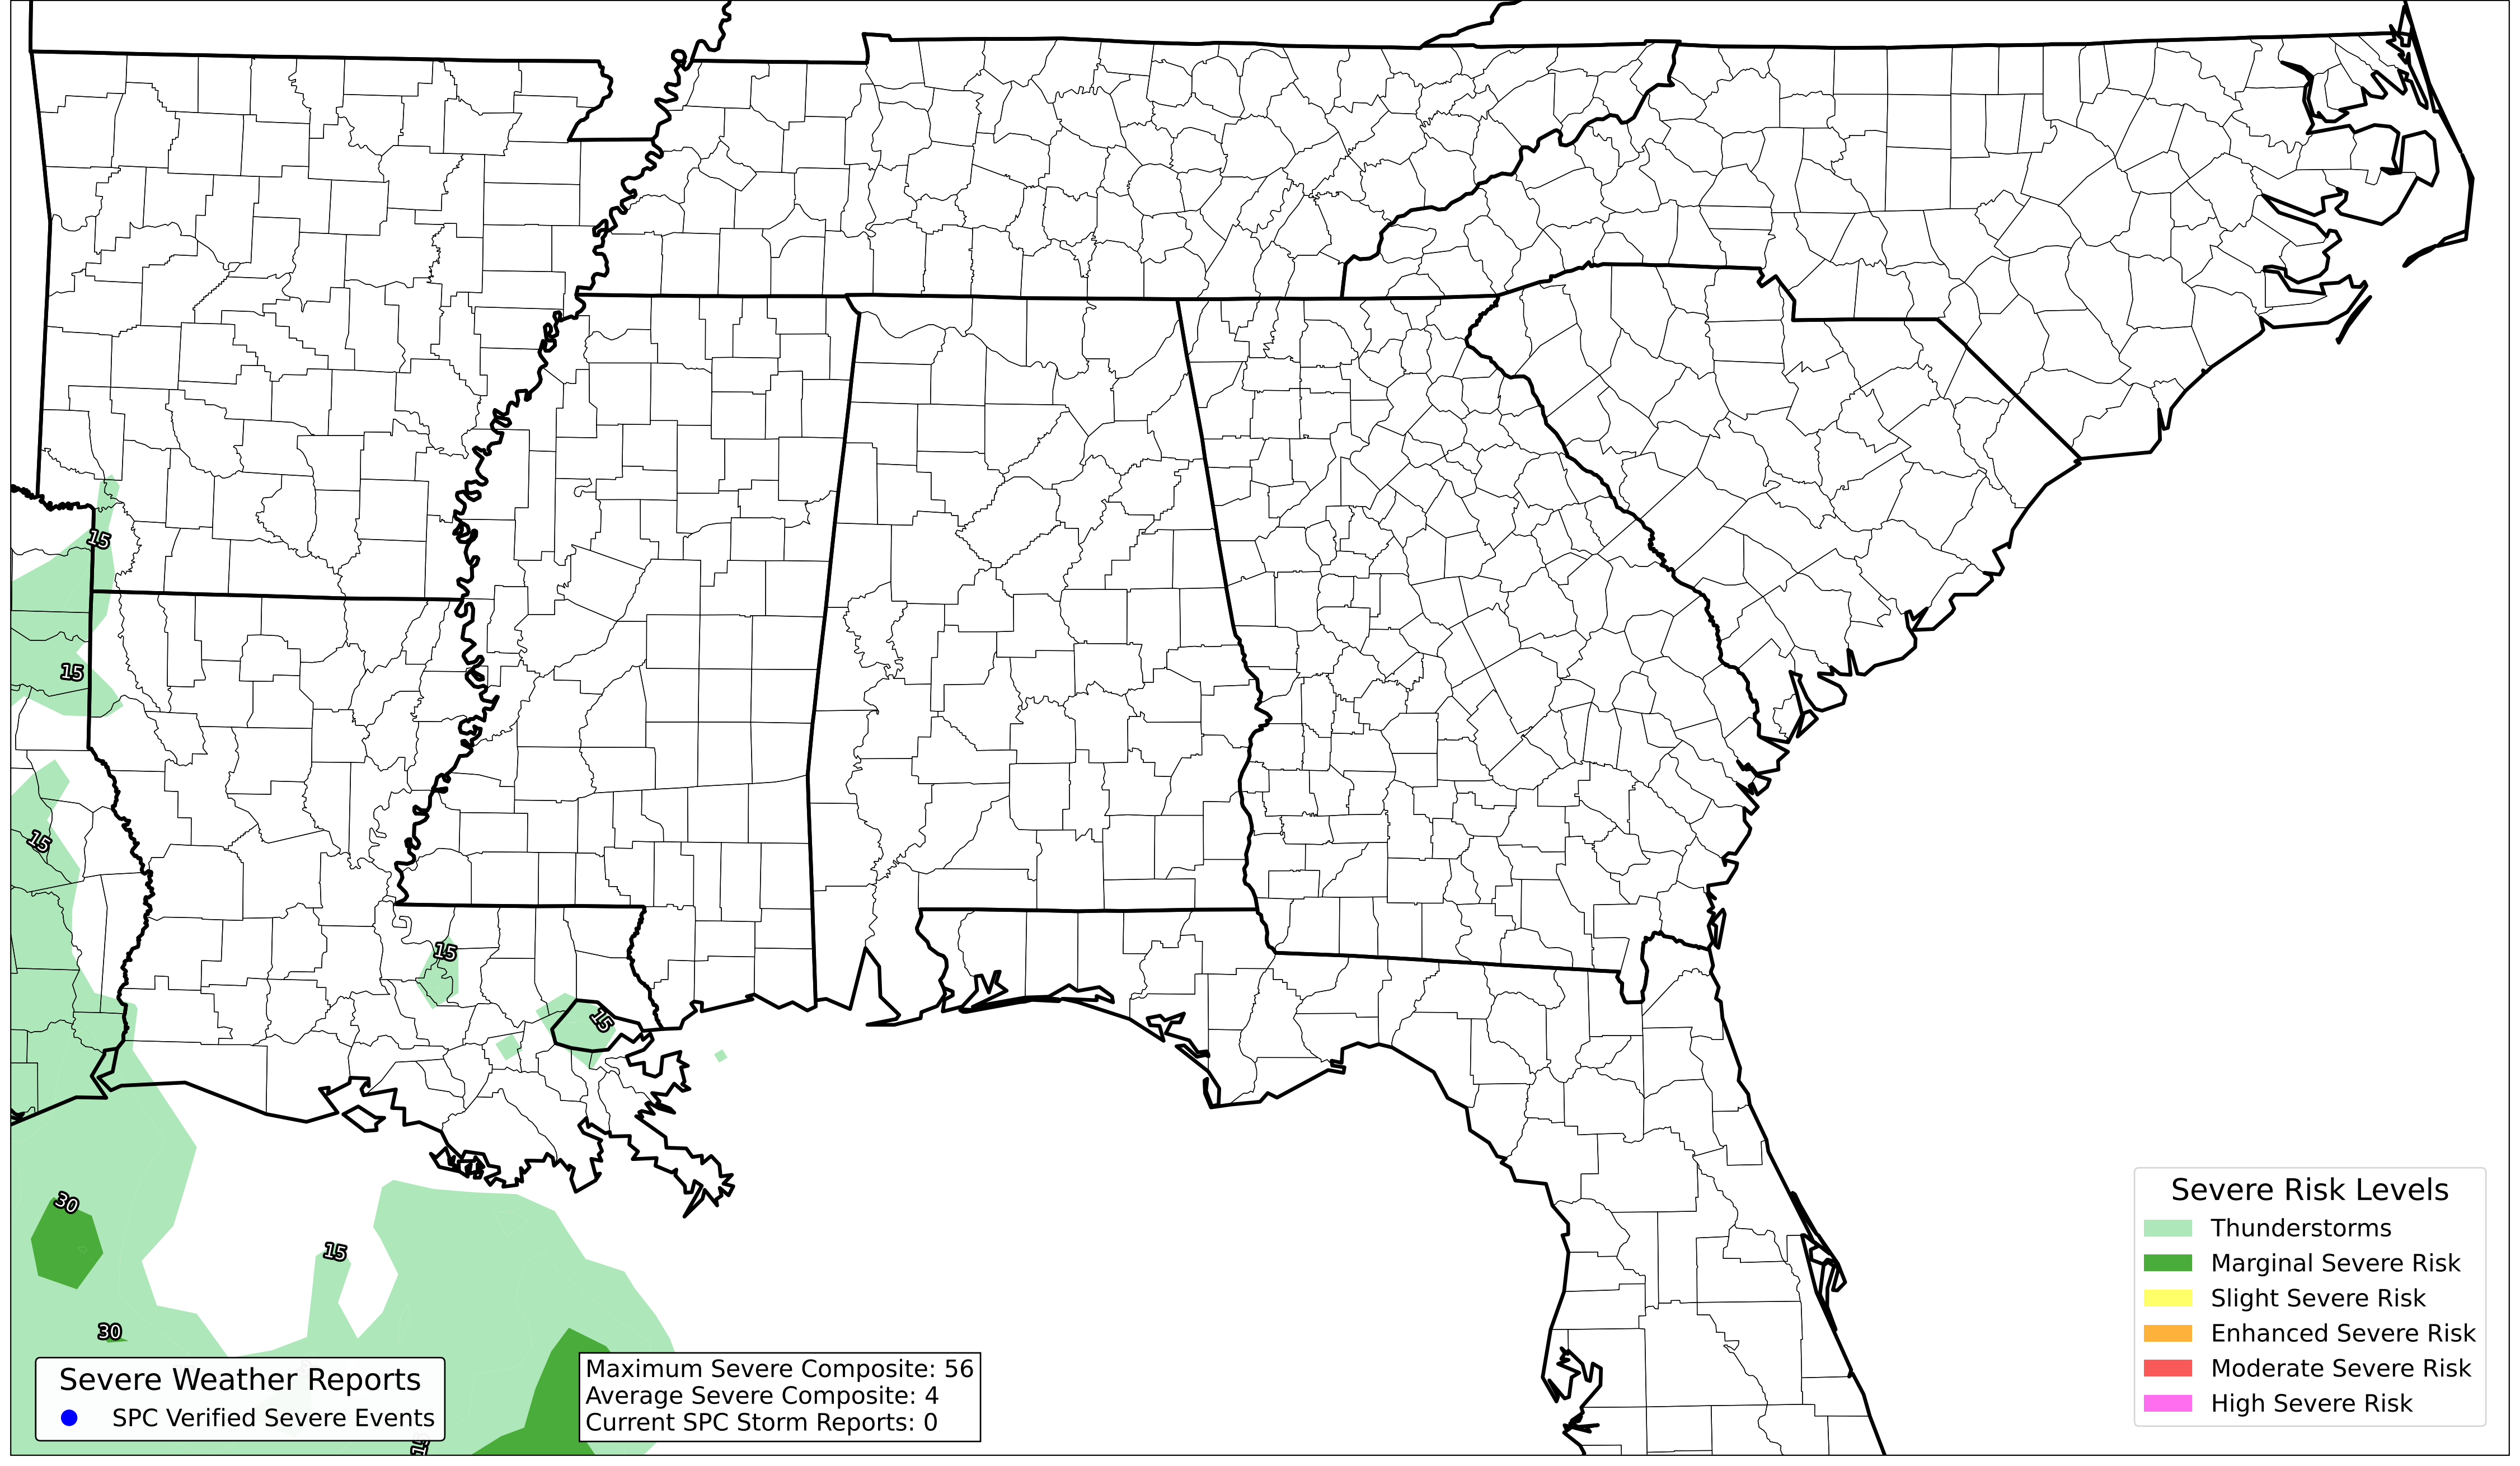 15
15
15
15
15
30
15
30
Severe Weather Reports
SPC Verified Severe Events
15
Maximum Severe Composite: 56
Average Severe Composite: 4
Current SPC Storm Reports: 0
Severe Risk Levels
Thunderstorms
Marginal Severe Risk
Slight Severe Risk
Enhanced Severe Risk
Moderate Severe Risk
High Severe Risk